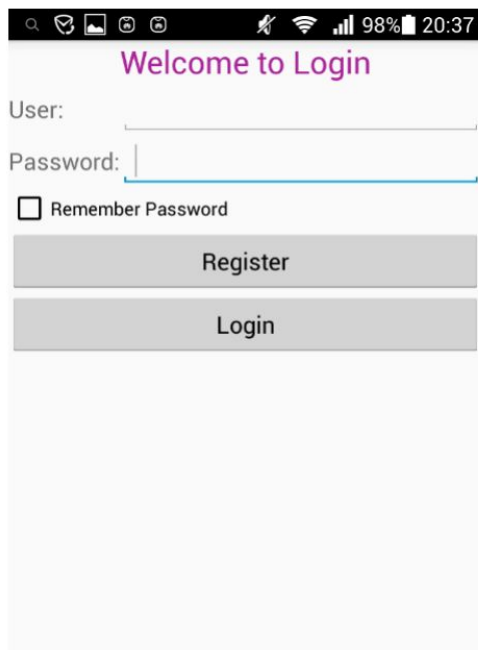 98% 20:37
Welcome to Login
User:
Password:
Remember Password
Register
Login